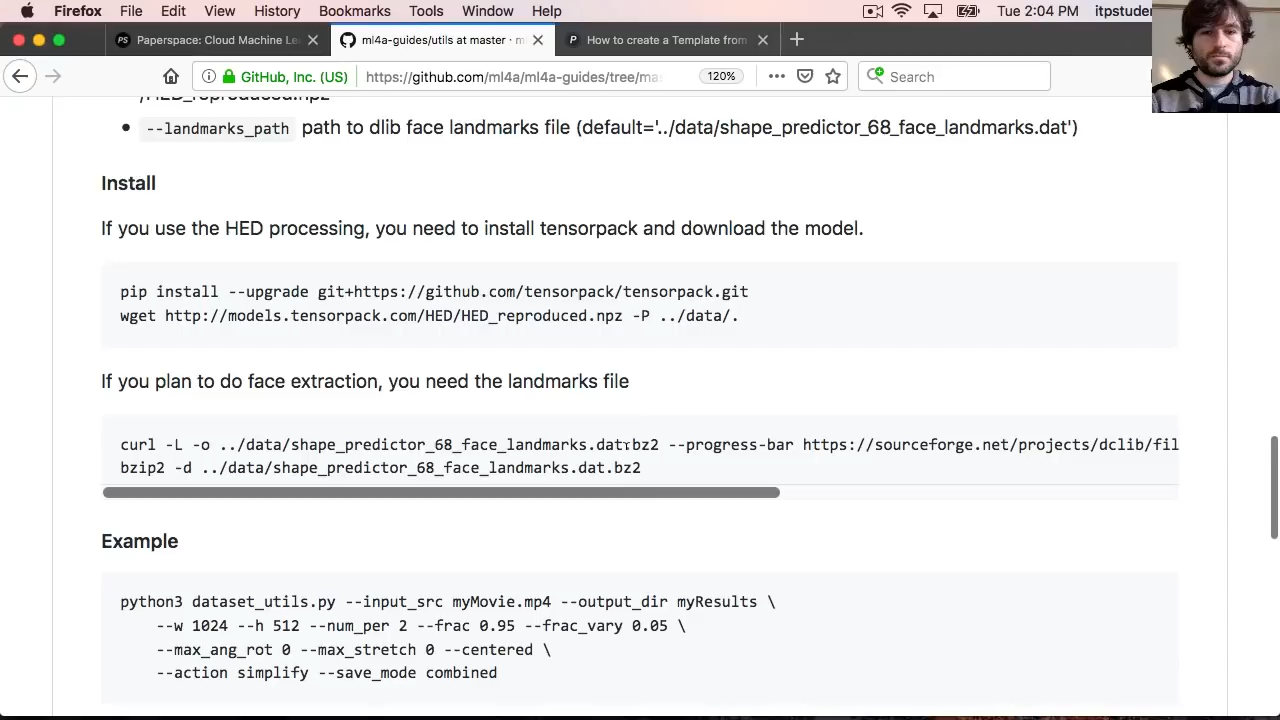 Firefox File Edit View History Bookmarks Tools Window Help Tue 2:04 PM itpstuden
Paperspace: Cloud Machine Le ml4a-guides/utils at master · m How to create a Template from
GitHub, Inc. (US) https://github.com/ml4a/ml4a-guides/tree/mas 120% Search
/HED_reproduced.npz
--landmarks_path path to dlib face landmarks file (default='../data/shape_predictor_68_face_landmarks.dat')
Install
If you use the HED processing, you need to install tensorpack and download the model.
pip install --upgrade git+https://github.com/tensorpack/tensorpack.git
wget http://models.tensorpack.com/HED/HED_reproduced.npz -P ../data/.
If you plan to do face extraction, you need the landmarks file
curl -L -o ../data/shape_predictor_68_face_landmarks.dat.bz2 --progress-bar https://sourceforge.net/projects/dclib/fil
bzip2 -d ../data/shape_predictor_68_face_landmarks.dat.bz2
Example
python3 dataset_utils.py --input_src myMovie.mp4 --output_dir myResults \
--w 1024 --h 512 --num_per 2 --frac 0.95 --frac_vary 0.05 \
--max_ang_rot 0 --max_stretch 0 --centered \
--action simplify --save_mode combined